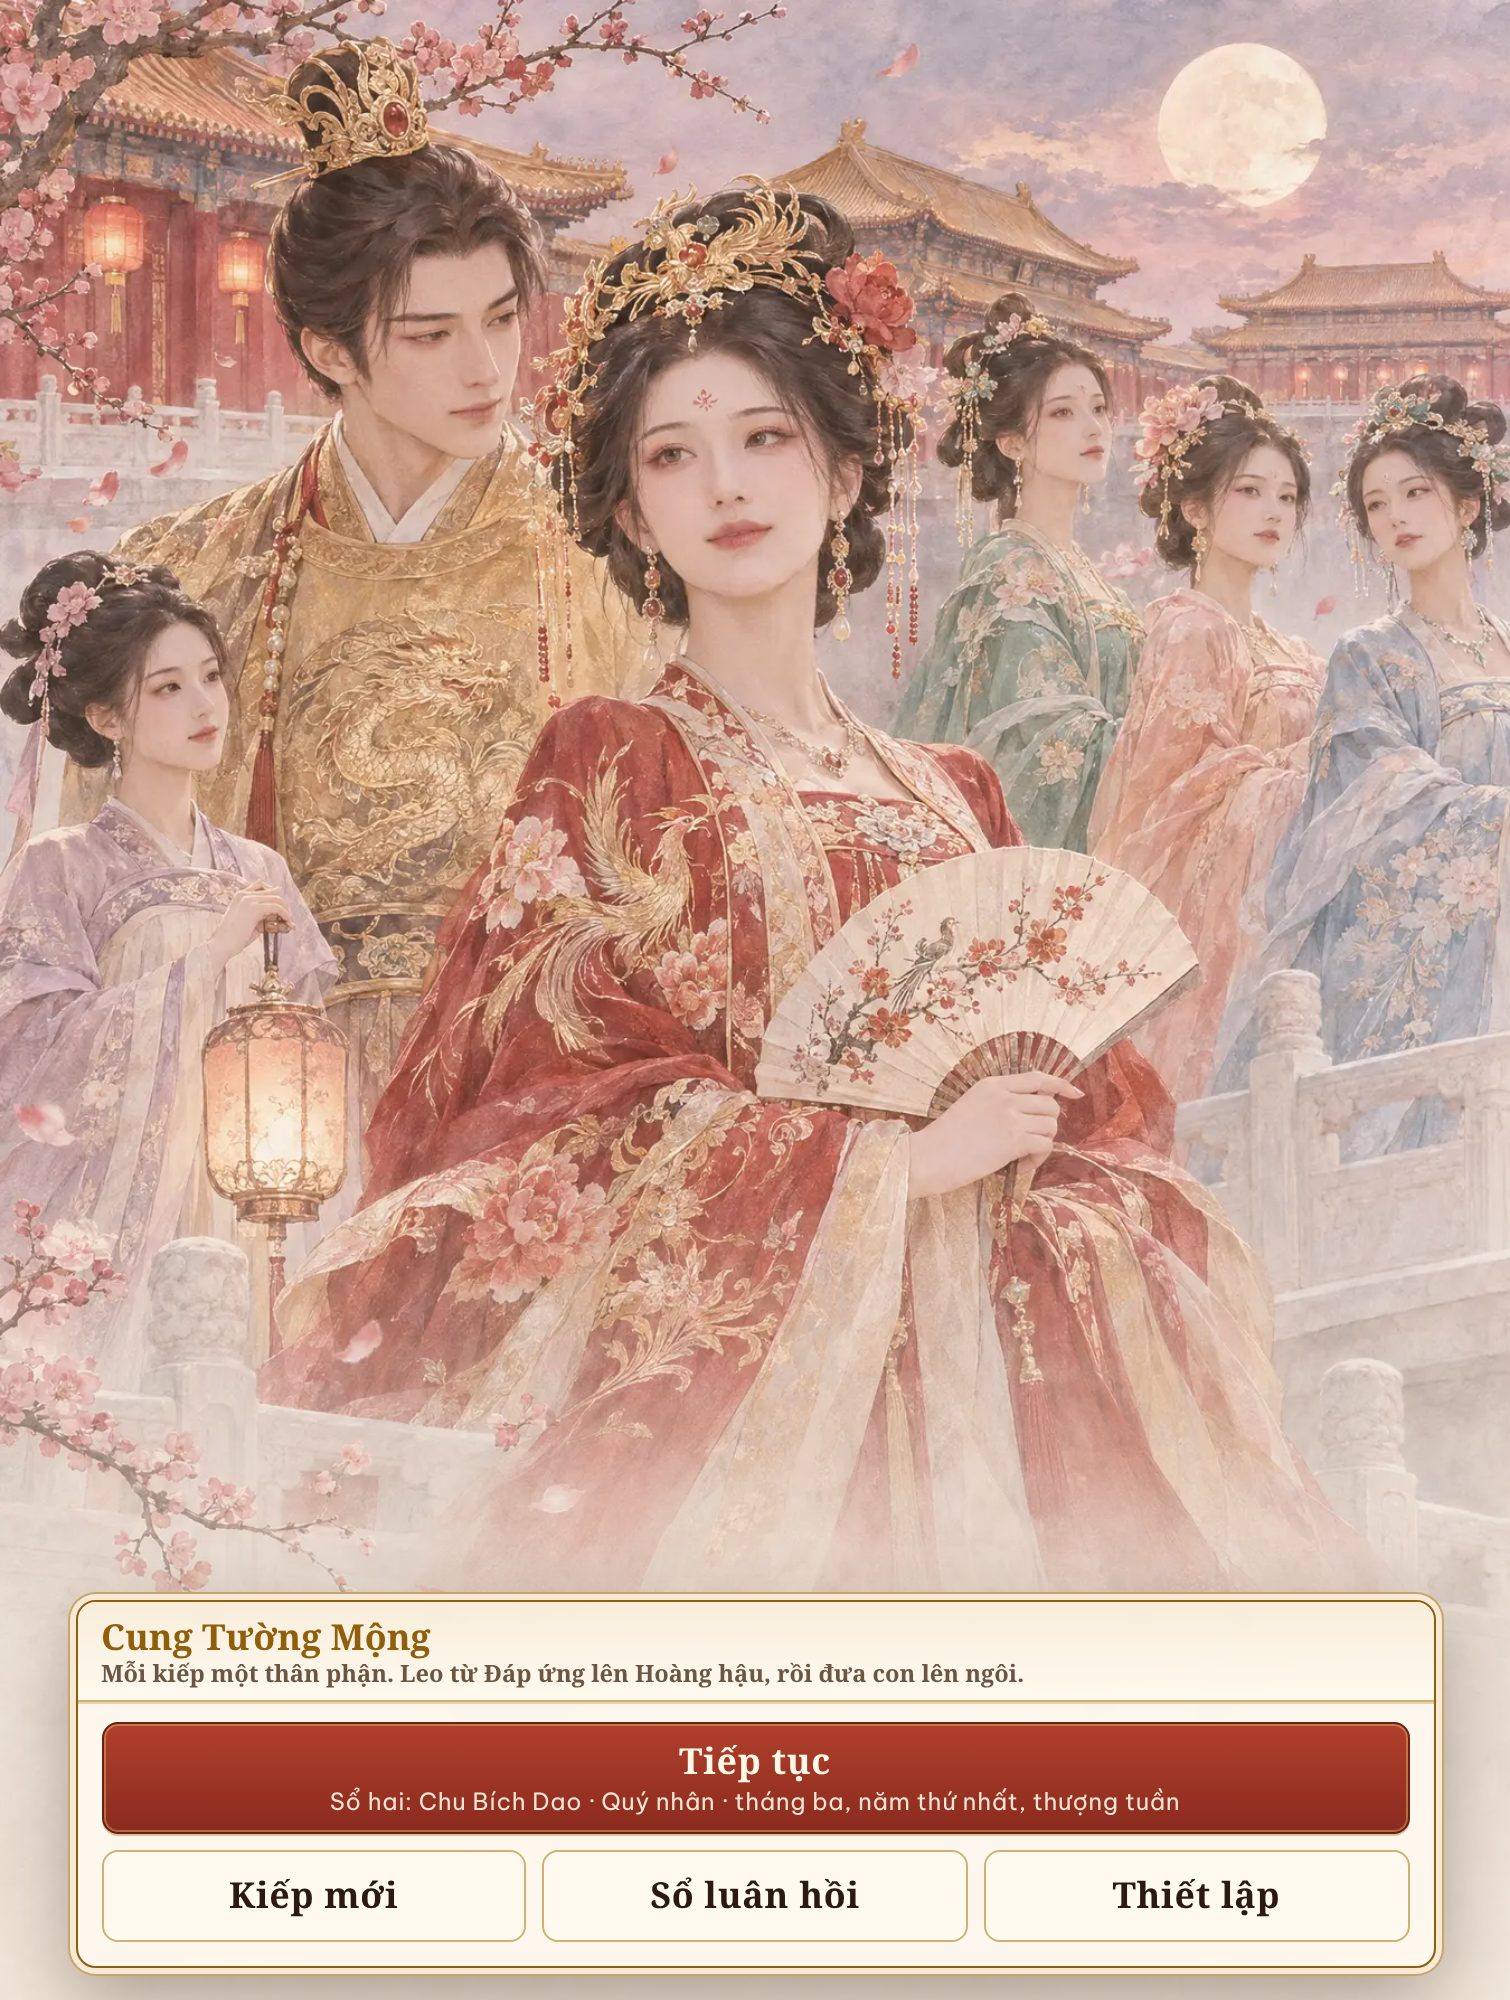 Cung Tường Mộng
Mỗi kiếp một thân phận. Leo từ Đáp ứng lên Hoàng hậu, rồi đưa con lên ngôi.
Tiếp tục
Sổ hai: Chu Bích Dao · Quý nhân · tháng ba, năm thứ nhất, thượng tuần
Kiếp mới
Sổ luân hồi
Thiết lập